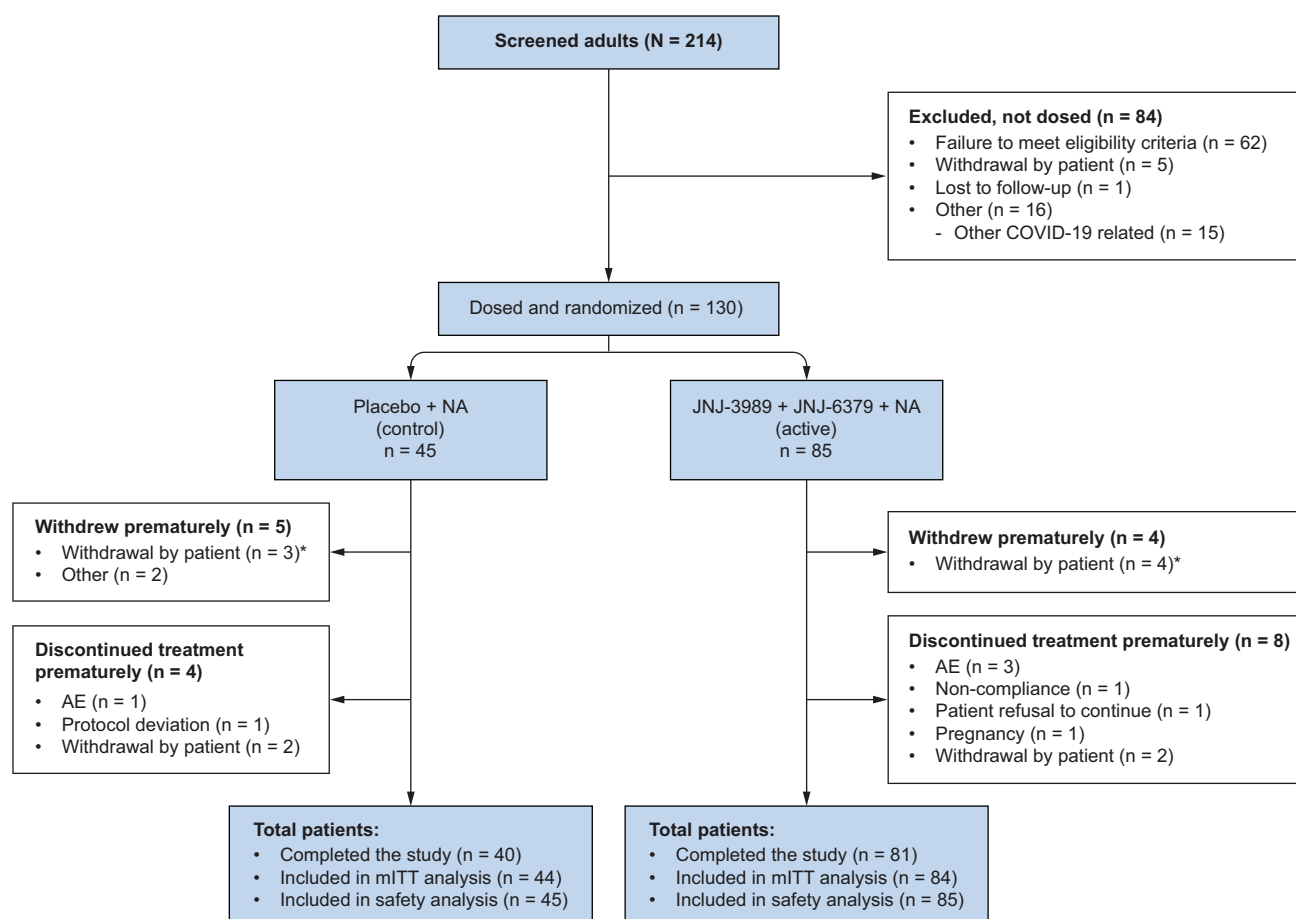 Screened adults (N = 214)
Excluded, not dosed (n = 84)
• Failure to meet eligibility criteria (n = 62)
• Withdrawal by patient (n = 5)
• Lost to follow-up (n = 1)
• Other (n = 16)
- Other COVID-19 related (n = 15)
Dosed and randomized (n = 130)
Placebo + NA
(control)
n = 45
JNJ-3989 + JNJ-6379 + NA
(active)
n = 85
Withdrew prematurely (n = 5)
• Withdrawal by patient (n = 3)*
• Other (n = 2)
Withdrew prematurely (n = 4)
• Withdrawal by patient (n = 4)*
Discontinued treatment
prematurely (n = 4)
• AE (n = 1)
• Protocol deviation (n = 1)
• Withdrawal by patient (n = 2)
Discontinued treatment prematurely (n = 8)
• AE (n = 3)
• Non-compliance (n = 1)
• Patient refusal to continue (n = 1)
• Pregnancy (n = 1)
• Withdrawal by patient (n = 2)
Total patients:
• Completed the study (n = 40)
• Included in mITT analysis (n = 44)
• Included in safety analysis (n = 45)
Total patients:
• Completed the study (n = 81)
• Included in mITT analysis (n = 84)
• Included in safety analysis (n = 85)